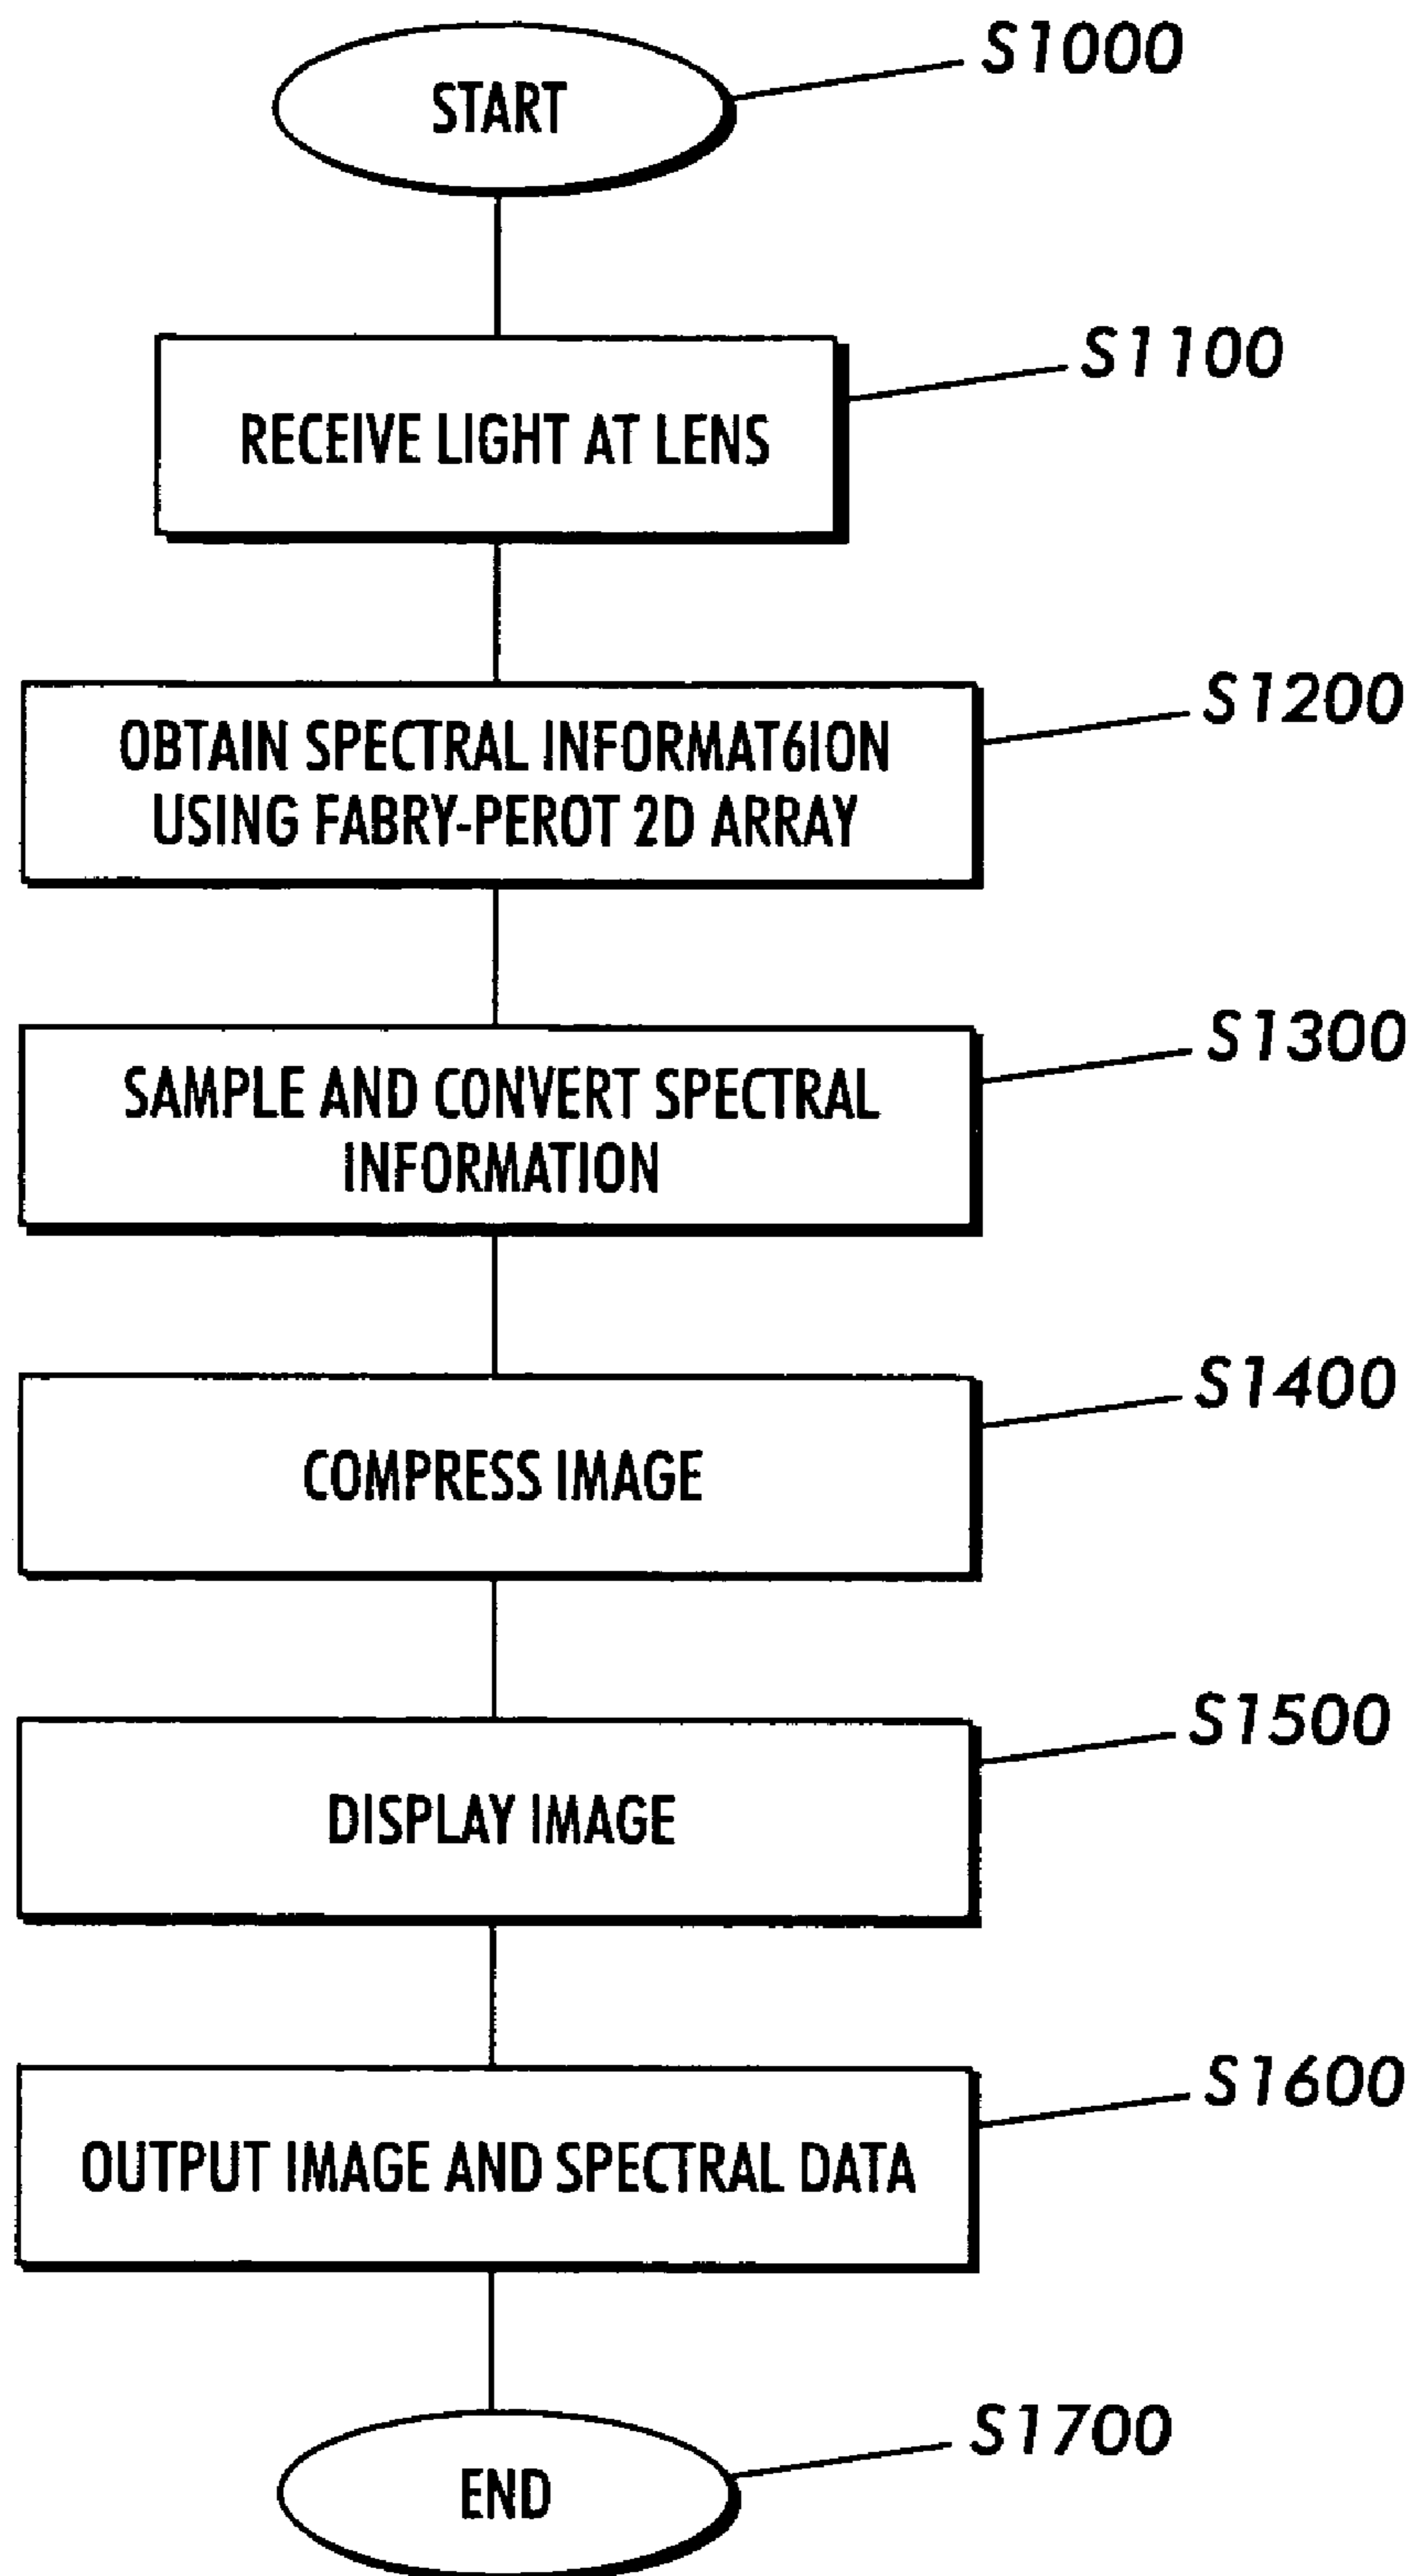 START
S1000
RECEIVE LIGHT AT LENS
S1100
OBTAIN SPECTRAL INFORMAT6ION
USING FABRY-PEROT 2D ARRAY
S1200
SAMPLE AND CONVERT SPECTRAL
INFORMATION
S1300
COMPRESS IMAGE
S1400
DISPLAY IMAGE
S1500
OUTPUT IMAGE AND SPECTRAL DATA
S1600
END
S1700